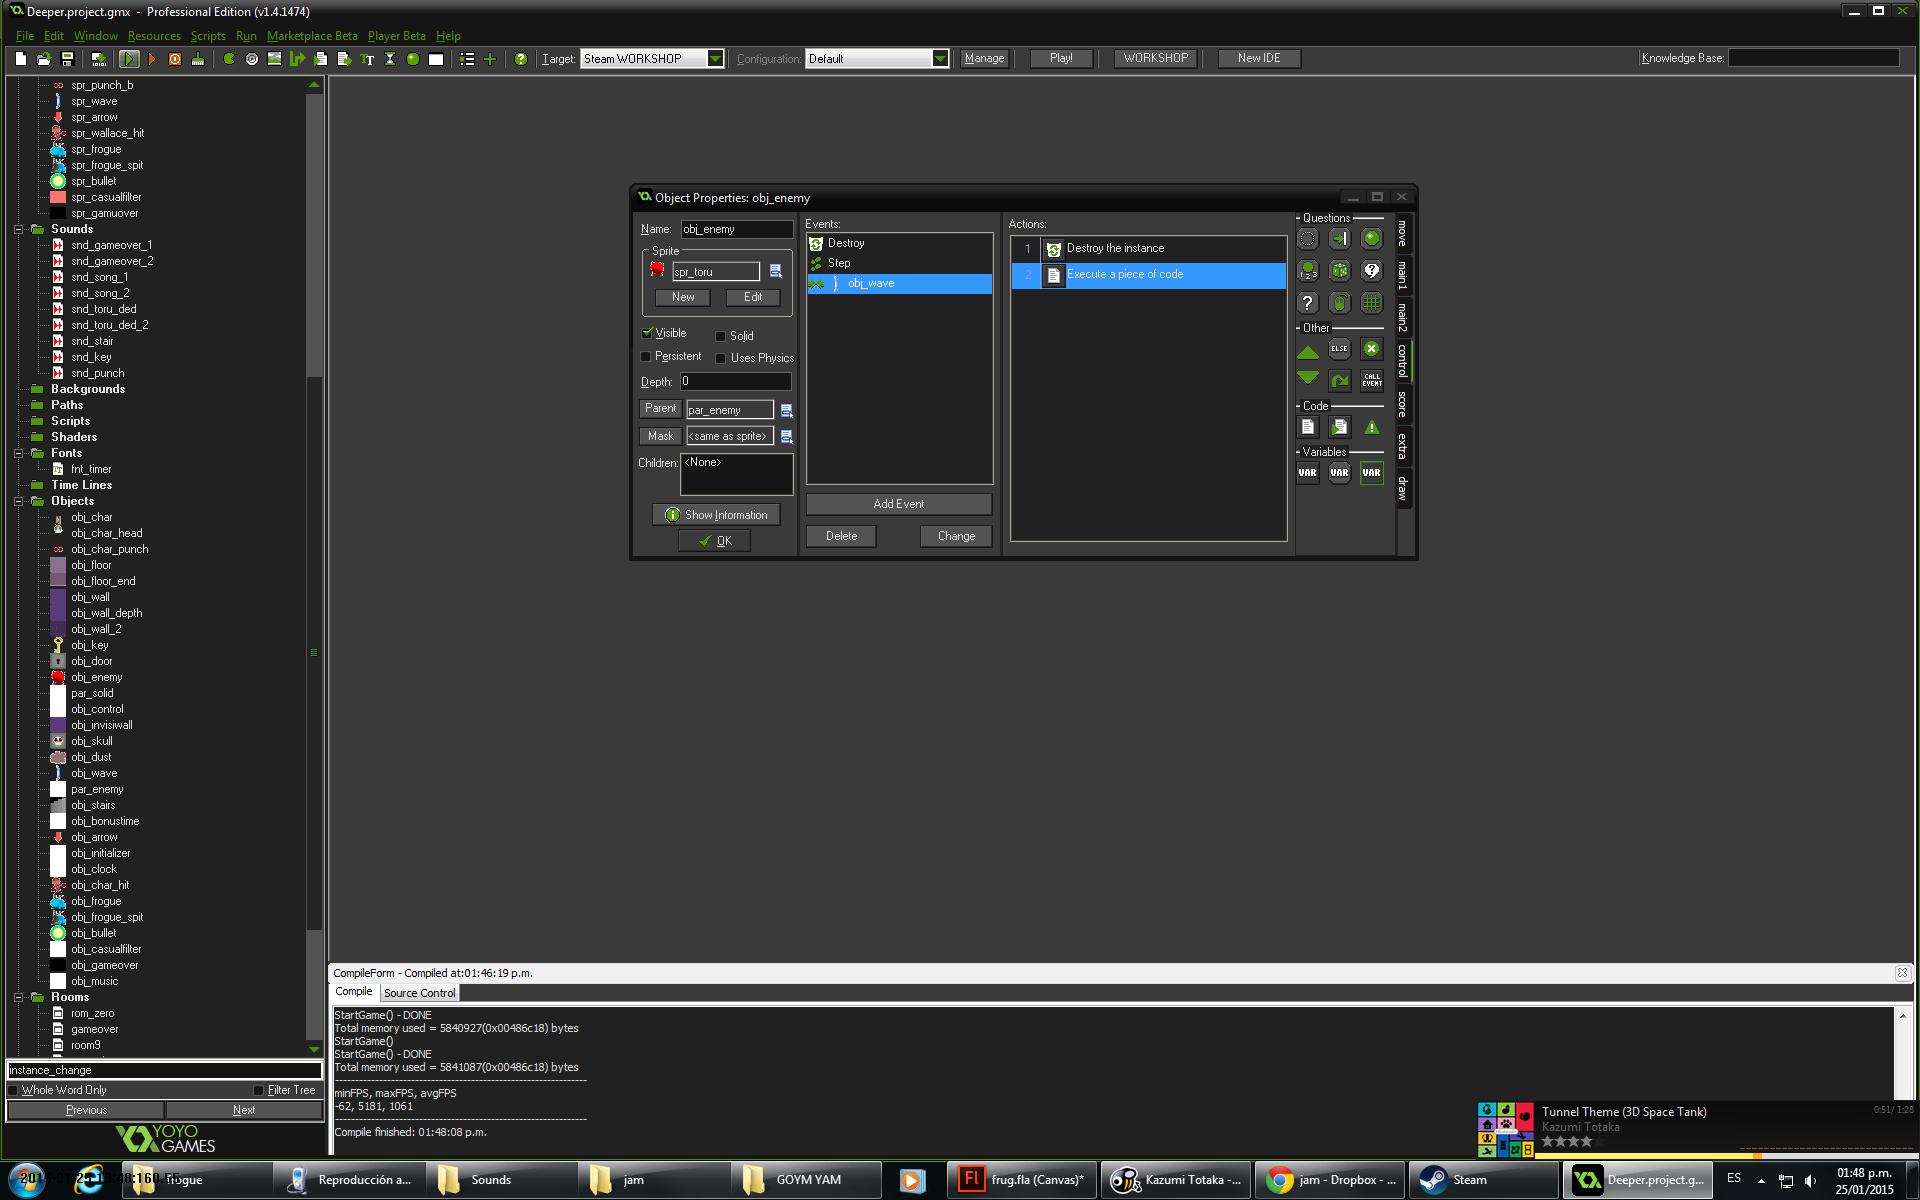 Deeper.project.gmx - Professional Edition (v1.4.1474)
File Edit Window Resources Scripts Run Marketplace Beta Player Beta Help
Target: Steam WORKSHOP Configuration: Default Manage Play! WORKSHOP New IDE Knowledge Base:
spr_punch_b
spr_wave
spr_arrow
spr_wallace_hit
spr_frogue
spr_frogue_spit
spr_bullet
spr_casualfilter
spr_gamuover
Sounds
snd_gameover_1
snd_gameover_2
snd_song_1
snd_song_2
snd_toru_ded
snd_toru_ded_2
snd_stair
snd_key
snd_punch
Backgrounds
Paths
Scripts
Shaders
Fonts
fnt_timer
Time Lines
Objects
obj_char
obj_char_head
obj_char_punch
obj_floor
obj_floor_end
obj_wall
obj_wall_depth
obj_wall_2
obj_key
obj_door
obj_enemy
par_solid
obj_control
obj_invisiwall
obj_skull
obj_dust
obj_wave
par_enemy
obj_stairs
obj_bonustime
obj_arrow
obj_initializer
obj_clock
obj_char_hit
obj_frogue
obj_frogue_spit
obj_bullet
obj_casualfilter
obj_gameover
obj_music
Rooms
rom_zero
gameover
room9
instance_change
Whole Word Only Filter Tree
Previous Next
YOYO
GAMES
Object Properties: obj_enemy
Name: obj_enemy
Sprite
spr_toru
New Edit
Visible Solid
Persistent Uses Physics
Depth: 0
Parent par_enemy
Mask <same as sprite>
Children: <None>
Show Information
OK
Events:
Destroy
Step
obj_wave
Add Event
Delete Change
Actions:
1 Destroy the instance
2 Execute a piece of code
Questions
Other
ELSE
CALL
EVENT
Code
Variables
VAR VAR VAR
move
main1
main2
control
score
extra
draw
CompileForm - Compiled at:01:46:19 p.m.
Compile Source Control
StartGame() - DONE
Total memory used = 5840927(0x00486c18) bytes
StartGame()
StartGame() - DONE
Total memory used = 5841087(0x00486c18) bytes
minFPS, maxFPS, avgFPS
-62, 5181, 1061
Compile finished: 01:48:08 p.m.
Tunnel Theme (3D Space Tank) 0:51/ 1:28
Kazumi Totaka
Reproducción a...
Sounds
jam
GOYM YAM
Fl frug.fla (Canvas)*
Kazumi Totaka -...
jam - Dropbox - ...
Steam
Deeper.project.g...
ES
01:48 p.m.
25/01/2015